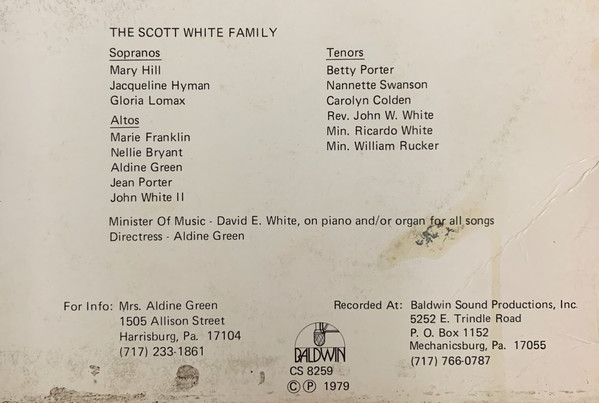 THE SCOTT WHITE FAMILY
Sopranos
Mary Hill
Jacqueline Hyman
Gloria Lomax
Altos
Marie Franklin
Nellie Bryant
Aldine Green
Jean Porter
John White II
Tenors
Betty Porter
Nannette Swanson
Carolyn Colden
Rev. John W. White
Min. Ricardo White
Min. William Rucker
Minister Of Music - David E. White, on piano and/or organ for all songs
Directress - Aldine Green
For Info: Mrs. Aldine Green
1505 Allison Street
Harrisburg, Pa. 17104
(717) 233-1861
BALDWIN
CS 8259
© ℗ 1979
Recorded At: Baldwin Sound Productions, Inc.
5252 E. Trindle Road
P. O. Box 1152
Mechanicsburg, Pa. 17055
(717) 766-0787